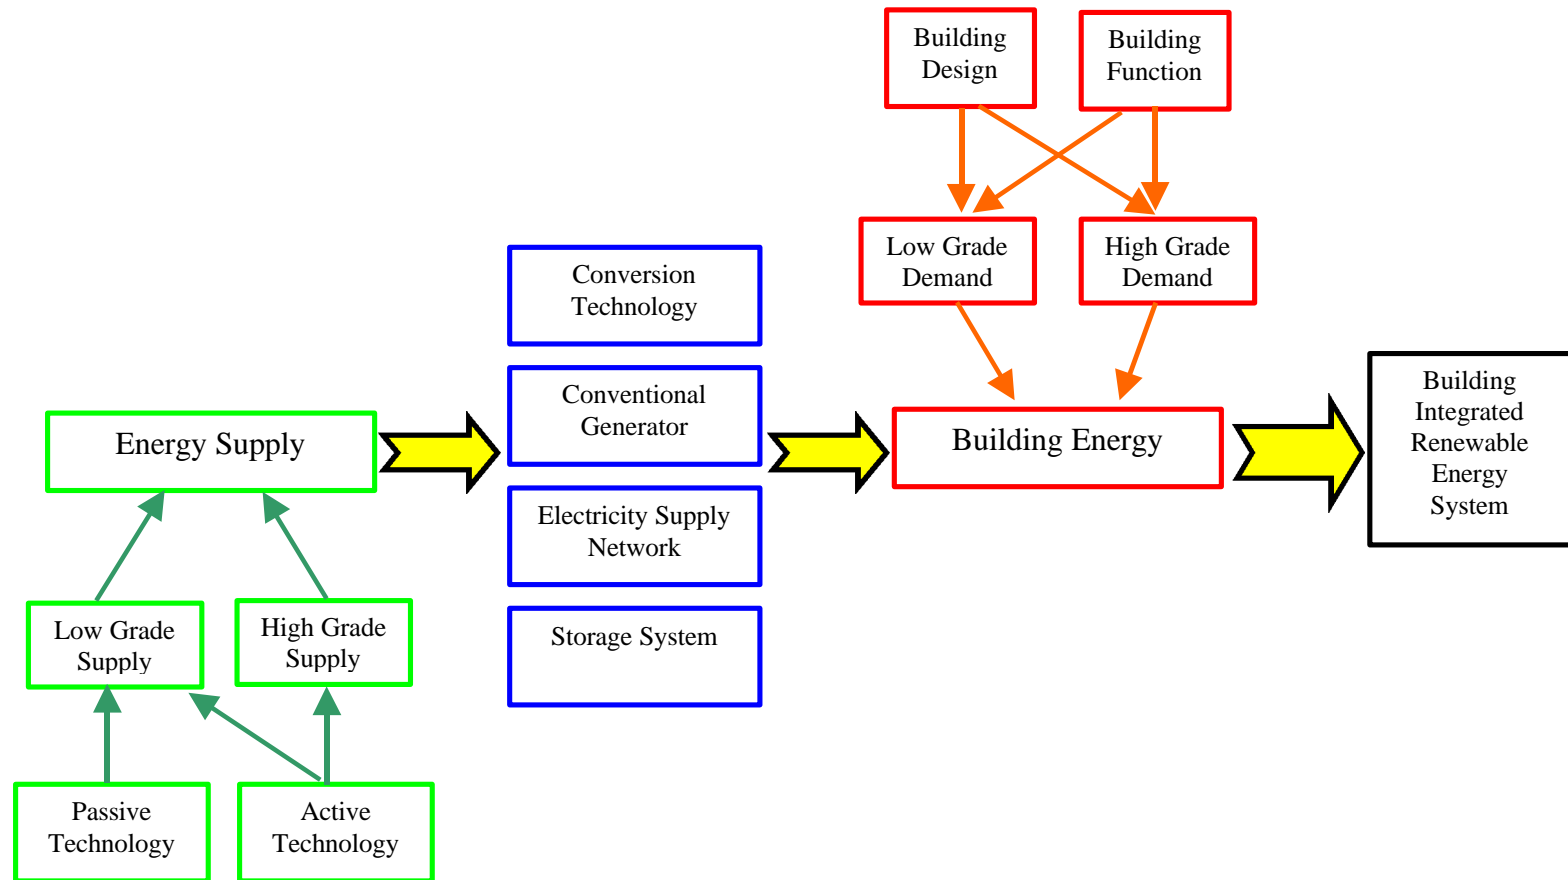 Building
Design
Building
Function
Low Grade
Demand
High Grade
Demand
Conversion
Technology
Conventional
Generator
Electricity Supply
Network
Storage System
Energy Supply
Building Energy
Building
Integrated
Renewable
Energy
System
Low Grade
Supply
High Grade
Supply
Passive
Technology
Active
Technology